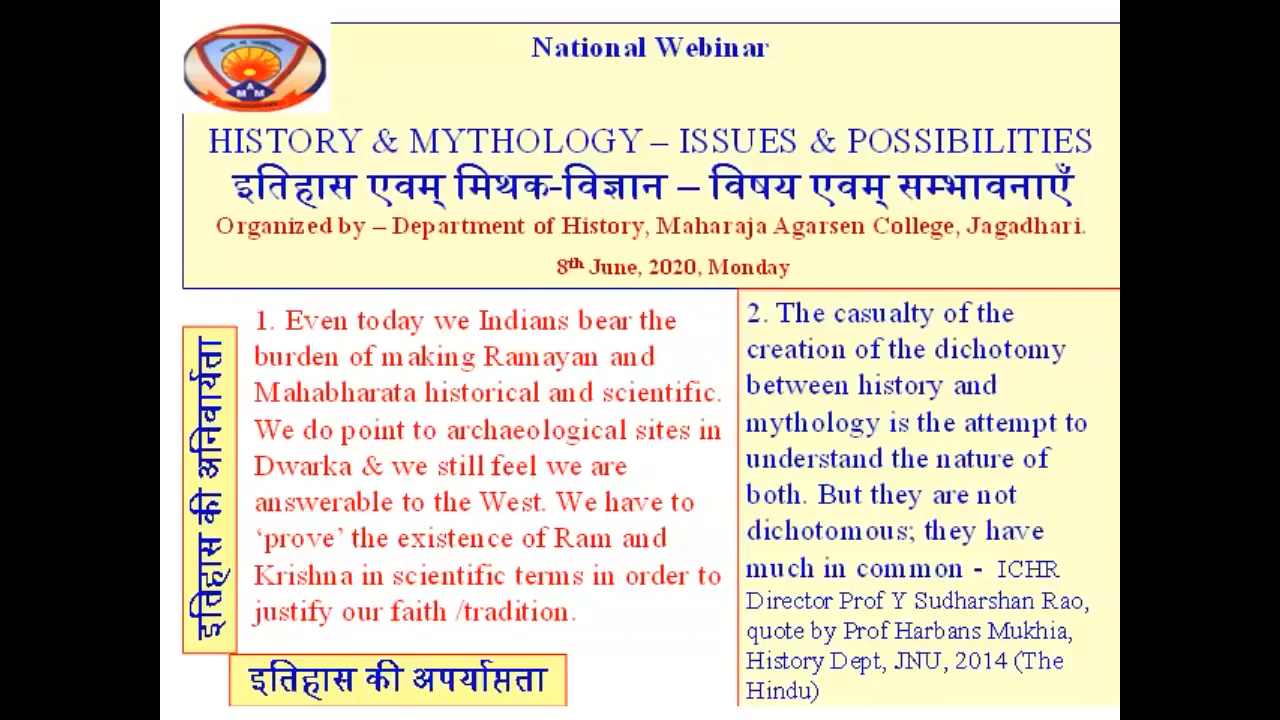 National Webinar
HISTORY & MYTHOLOGY – ISSUES & POSSIBILITIES
इतिहास एवम् मिथक-विज्ञान – विषय एवम् सम्भावनाएँ
Organized by – Department of History, Maharaja Agarsen College, Jagadhari.
8th June, 2020, Monday
इतिहास की अनिवार्यता
1. Even today we Indians bear the
burden of making Ramayan and
Mahabharata historical and scientific.
We do point to archaeological sites in
Dwarka & we still feel we are
answerable to the West. We have to
‘prove’ the existence of Ram and
Krishna in scientific terms in order to
justify our faith /tradition.
इतिहास की अपर्याप्तता
2. The casualty of the
creation of the dichotomy
between history and
mythology is the attempt to
understand the nature of
both. But they are not
dichotomous; they have
much in common - ICHR
Director Prof Y Sudharshan Rao,
quote by Prof Harbans Mukhia,
History Dept, JNU, 2014 (The
Hindu)
M A M